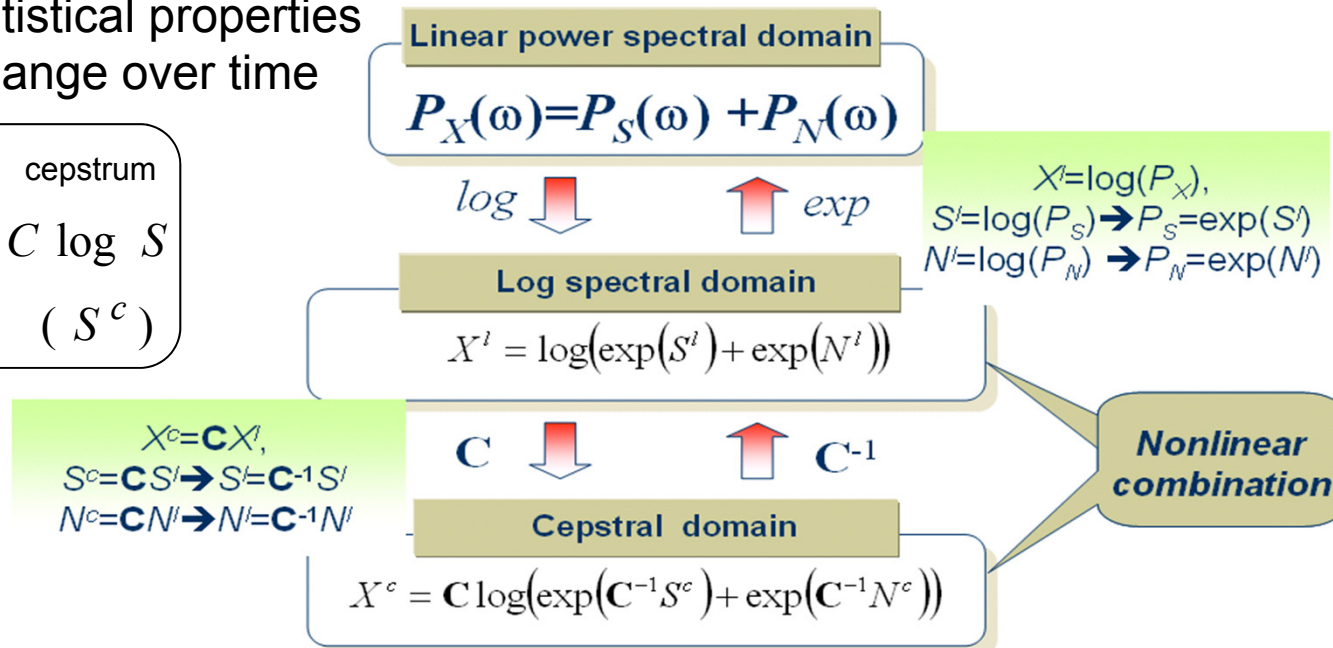 tistical properties
ange over time
cepstrum
C log S
( S^c )
Linear power spectral domain
P_X(ω)=P_S(ω) +P_N(ω)
log
exp
X^l=log(P_X),
S^l=log(P_S)➔P_S=exp(S^l)
N^l=log(P_N) ➔P_N=exp(N^l)
Log spectral domain
X^l = log(exp(S^l)+ exp(N^l))
X^c=CX^l,
S^c=CS^l➔S^l=C^-1S^l
N^c=CN^l➔N^l=C^-1N^l
C
C^-1
Nonlinear
combination
Cepstral domain
X^c = C log(exp(C^-1S^c)+ exp(C^-1N^c))